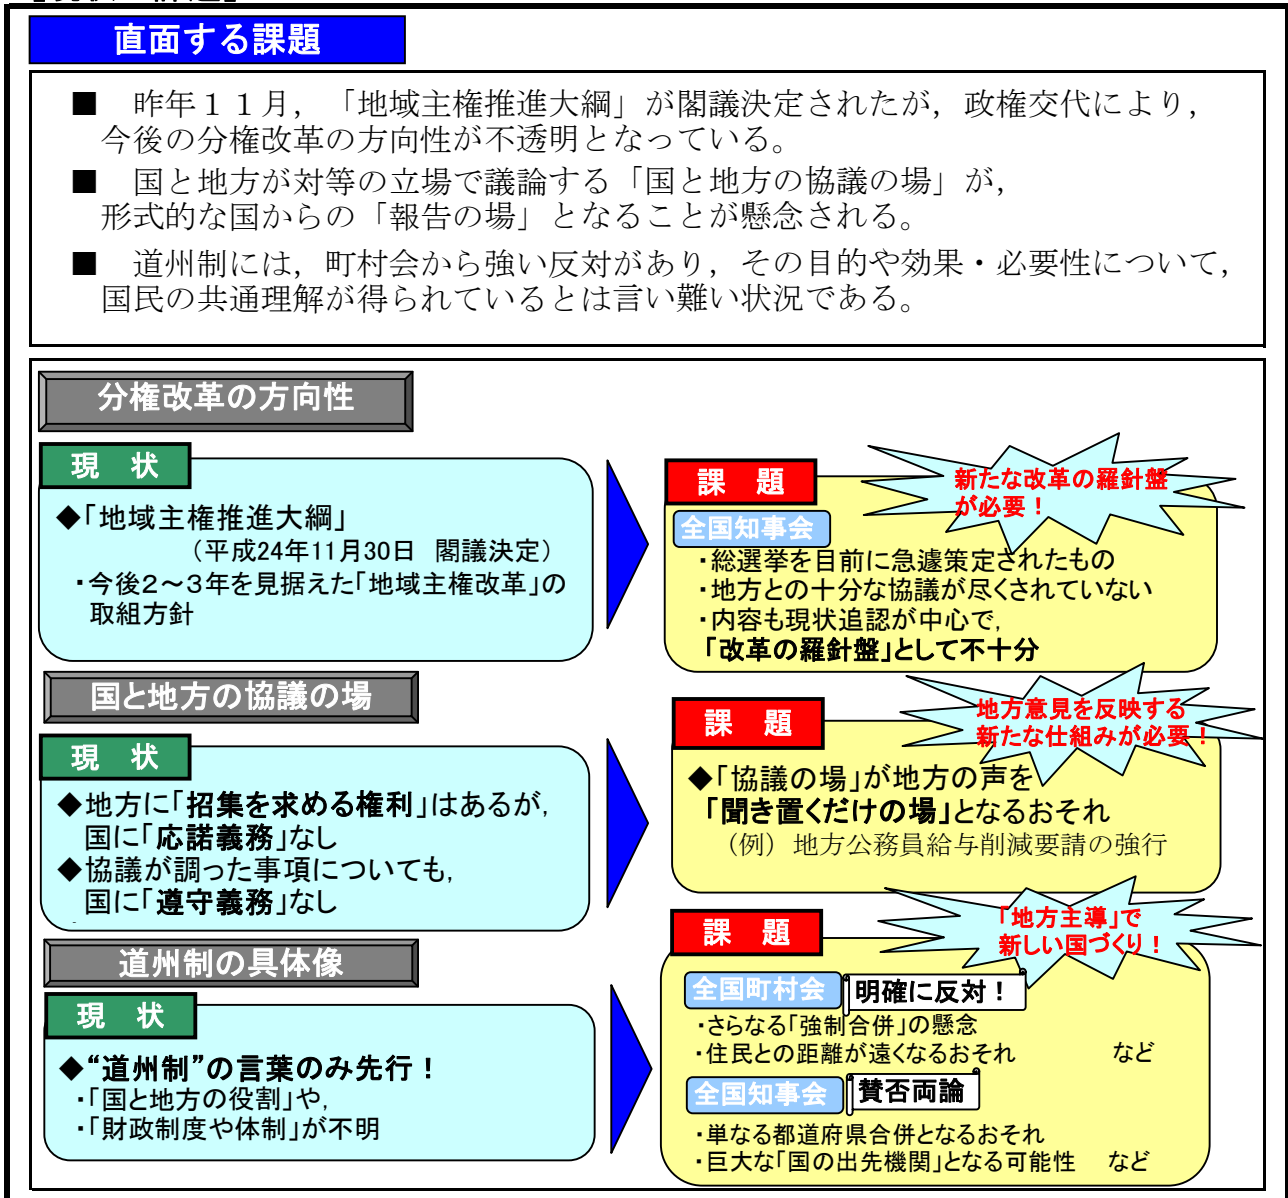 直面する課題
■　昨年１１月，「地域主権推進大綱」が閣議決定されたが，政権交代により，
今後の分権改革の方向性が不透明となっている。
■　国と地方が対等の立場で議論する「国と地方の協議の場」が，
形式的な国からの「報告の場」となることが懸念される。
■　道州制には，町村会から強い反対があり，その目的や効果・必要性について，
国民の共通理解が得られているとは言い難い状況である。
分権改革の方向性
現　状
◆「地域主権推進大綱」
（平成24年11月30日　閣議決定）
・今後２～３年を見据えた「地域主権改革」の
取組方針
課　題
新たな改革の羅針盤
が必要！
全国知事会
・総選挙を目前に急遽策定されたもの
・地方との十分な協議が尽くされていない
・内容も現状追認が中心で，
「改革の羅針盤」として不十分
国と地方の協議の場
現　状
◆地方に「招集を求める権利」はあるが，
国に「応諾義務」なし
◆協議が調った事項についても，
国に「遵守義務」なし
課　題
地方意見を反映する
新たな仕組みが必要！
◆「協議の場」が地方の声を
「聞き置くだけの場」となるおそれ
（例）地方公務員給与削減要請の強行
道州制の具体像
現　状
◆“道州制”の言葉のみ先行！
・「国と地方の役割」や，
・「財政制度や体制」が不明
課　題
「地方主導」で
新しい国づくり！
全国町村会　明確に反対！
・さらなる「強制合併」の懸念
・住民との距離が遠くなるおそれ　など
全国知事会　賛否両論
・単なる都道府県合併となるおそれ
・巨大な「国の出先機関」となる可能性　など